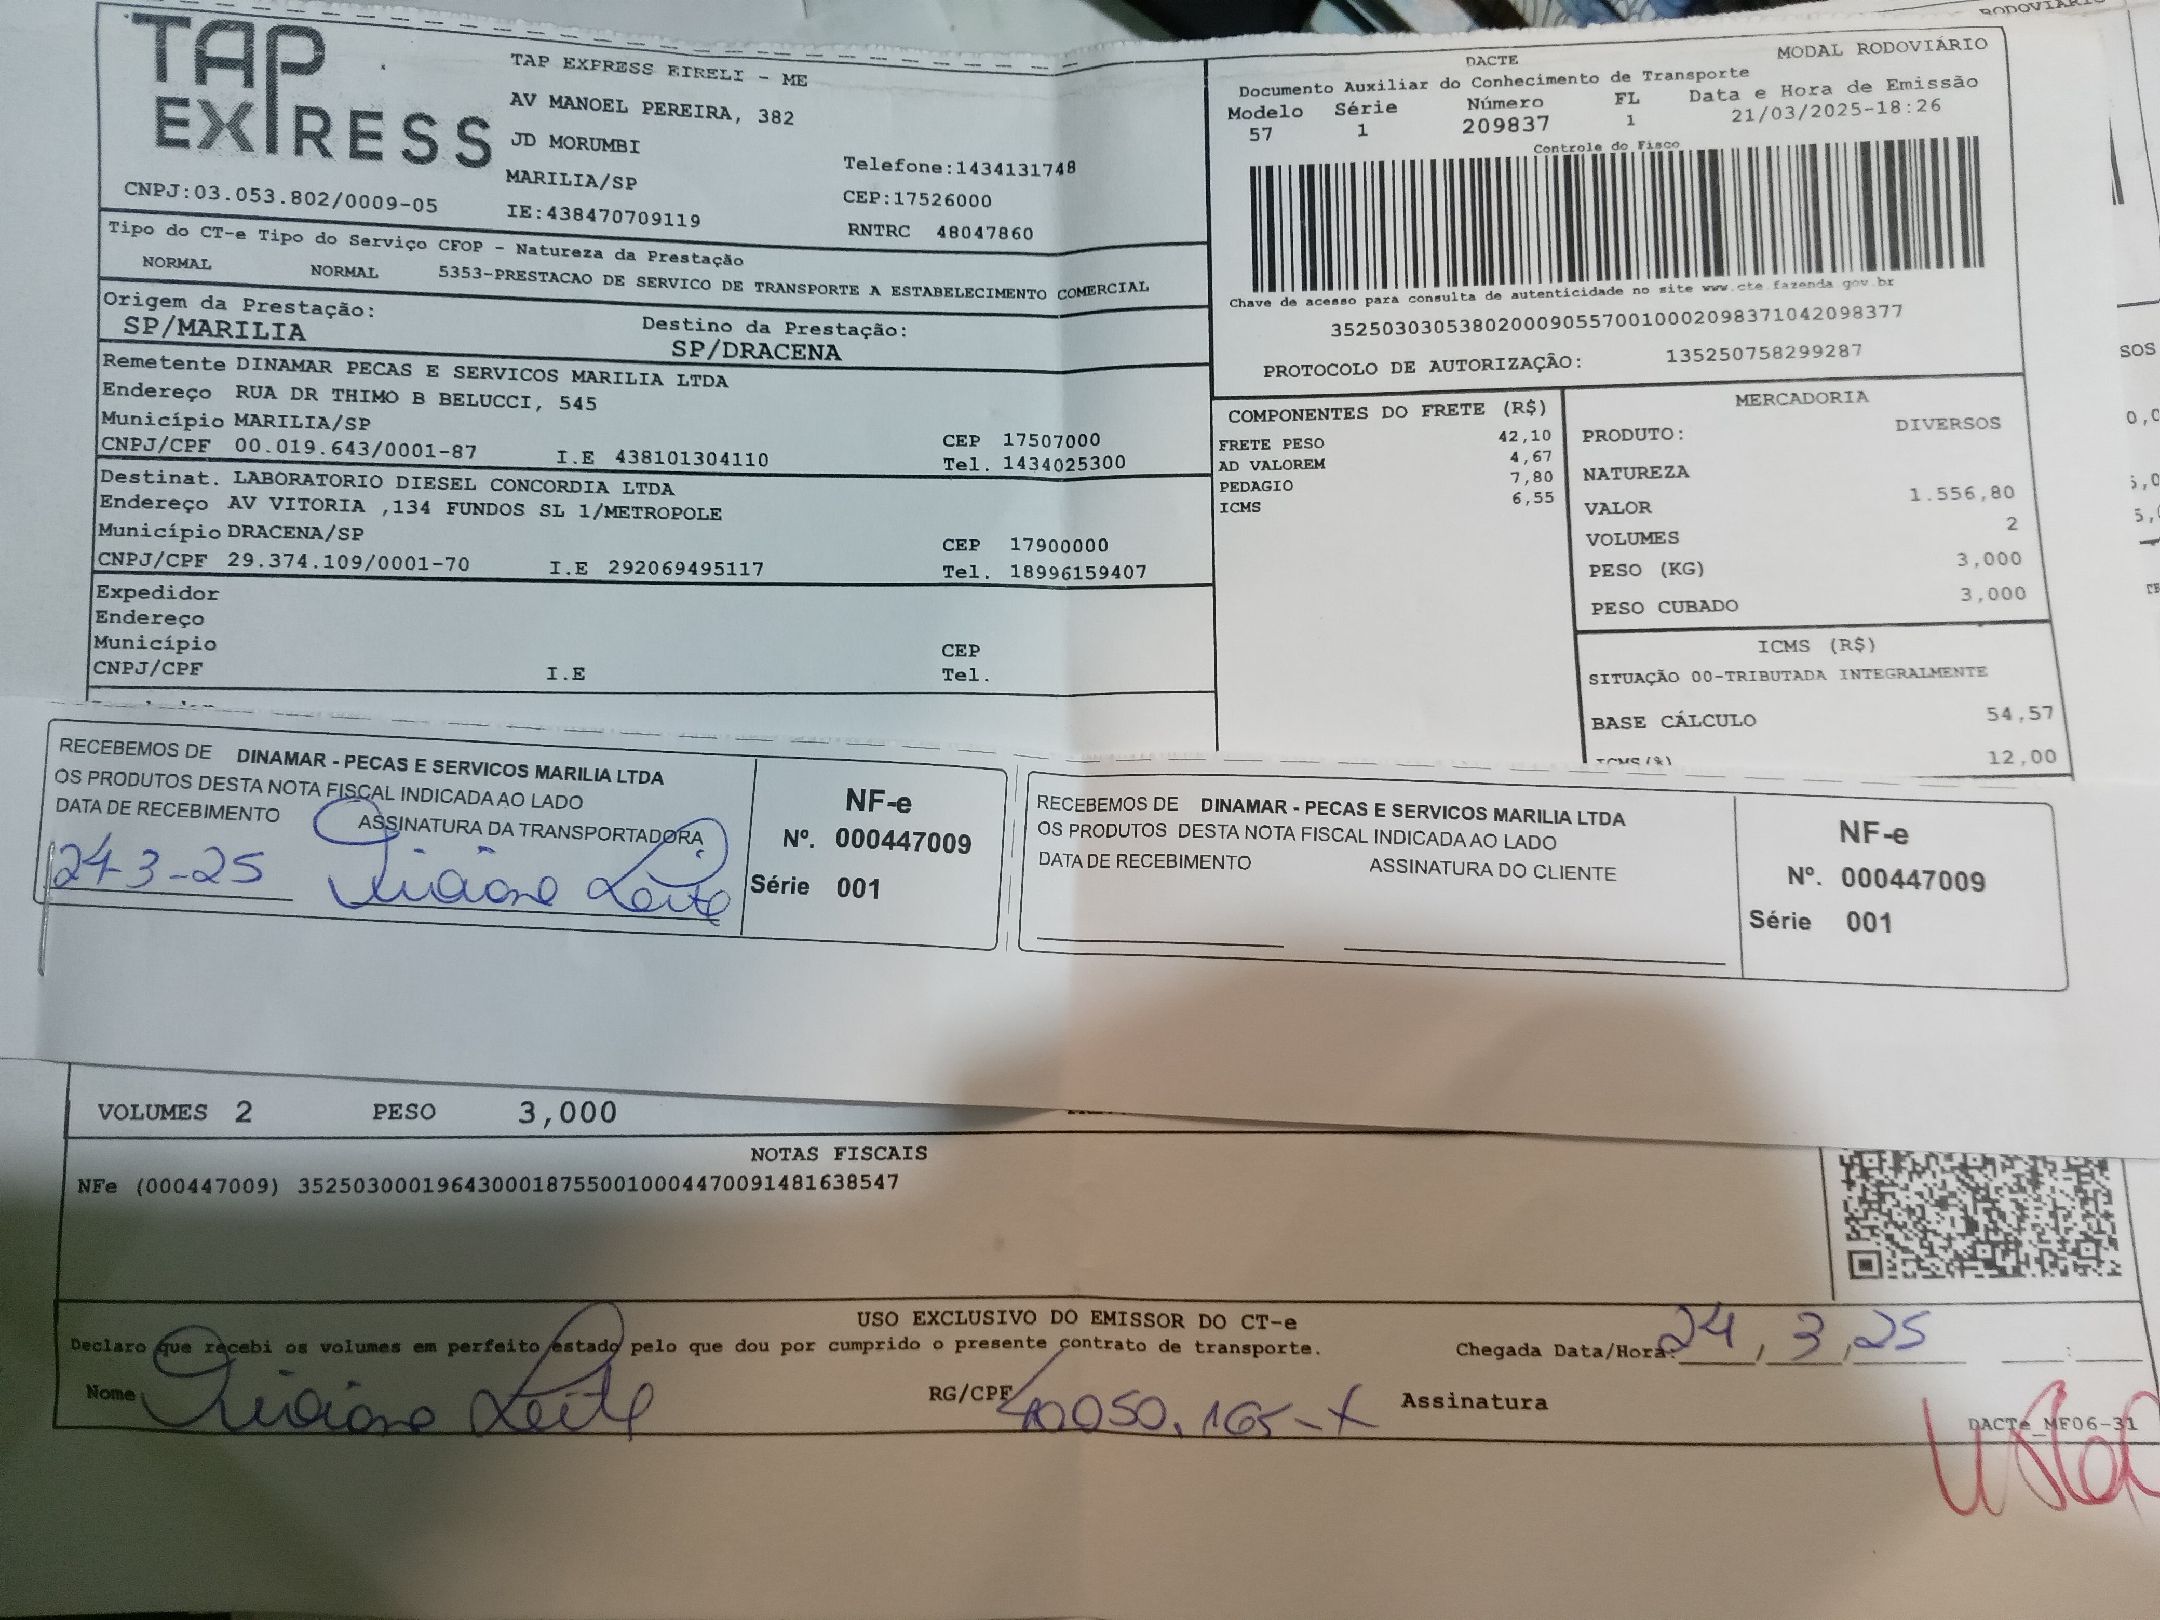 TAP
EXPRESS
TAP EXPRESS EIRELI - ME
AV MANOEL PEREIRA, 382
JD MORUMBI
MARILIA/SP
Telefone:1434131748
CEP:17526000
CNPJ:03.053.802/0009-05
IE:438470709119
RNTRC 48047860
Tipo do CT-e Tipo do Serviço CFOP - Natureza da Prestação
NORMAL NORMAL 5353-PRESTACAO DE SERVICO DE TRANSPORTE A ESTABELECIMENTO COMERCIAL
Origem da Prestação:
SP/MARILIA
Destino da Prestação:
SP/DRACENA
Remetente DINAMAR PECAS E SERVICOS MARILIA LTDA
Endereço RUA DR THIMO B BELUCCI, 545
Município MARILIA/SP
CEP 17507000
CNPJ/CPF 00.019.643/0001-87 I.E 438101304110 Tel. 1434025300
Destinat. LABORATORIO DIESEL CONCORDIA LTDA
Endereço AV VITORIA ,134 FUNDOS SL 1/METROPOLE
Município DRACENA/SP
CEP 17900000
CNPJ/CPF 29.374.109/0001-70 I.E 292069495117 Tel. 18996159407
Expedidor
Endereço
Município CEP
CNPJ/CPF I.E Tel.
RODOVIÁRIO
DACTE MODAL RODOVIÁRIO
Documento Auxiliar do Conhecimento de Transporte
Modelo Série Número FL Data e Hora de Emissão
57 1 209837 1 21/03/2025-18:26
Controle do Fisco
Chave de acesso para consulta de autenticidade no site www.cte.fazenda.gov.br
35250303053802000905570010002098371042098377
PROTOCOLO DE AUTORIZAÇÃO: 135250758299287
COMPONENTES DO FRETE (R$)
FRETE PESO 42,10
AD VALOREM 4,67
PEDAGIO 7,80
ICMS 6,55
MERCADORIA
PRODUTO: DIVERSOS
NATUREZA
VALOR 1.556,80
VOLUMES 2
PESO (KG) 3,000
PESO CUBADO 3,000
ICMS (R$)
SITUAÇÃO 00-TRIBUTADA INTEGRALMENTE
BASE CÁLCULO 54,57
ICMS(%) 12,00
RECEBEMOS DE DINAMAR - PECAS E SERVICOS MARILIA LTDA
OS PRODUTOS DESTA NOTA FISCAL INDICADA AO LADO
DATA DE RECEBIMENTO ASSINATURA DA TRANSPORTADORA
24-3-25
NF-e
Nº. 000447009
Série 001
RECEBEMOS DE DINAMAR - PECAS E SERVICOS MARILIA LTDA
OS PRODUTOS DESTA NOTA FISCAL INDICADA AO LADO
DATA DE RECEBIMENTO ASSINATURA DO CLIENTE
NF-e
Nº. 000447009
Série 001
VOLUMES 2 PESO 3,000
NOTAS FISCAIS
NFe (000447009) 35250300019643000187550010004470091481638547
USO EXCLUSIVO DO EMISSOR DO CT-e
Declaro que recebi os volumes em perfeito estado pelo que dou por cumprido o presente contrato de transporte.
Chegada Data/Hora: 24, 3, 25
Nome Leite RG/CPF 40050.165-X Assinatura
DACTe_MF06-31